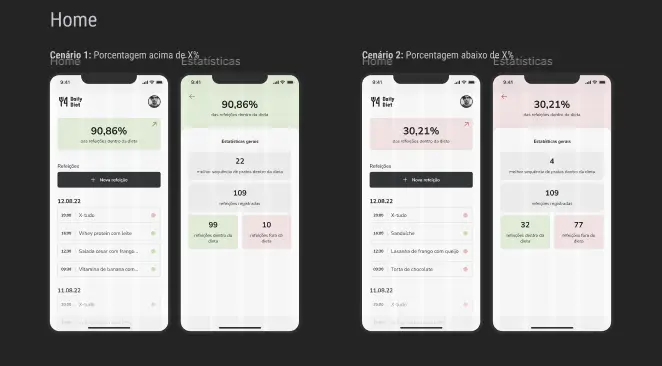 Home
Cenário 1: Porcentagem acima de X%
Home
Estatísticas
9:41
Daily
Diet
90,86%
das refeições dentro da dieta
Refeições
+ Nova refeição
12.08.22
20:00 X-tudo
16:00 Whey protein com leite
12:30 Salada cesar com frango...
09:30 Vitamina de banana com...
11.08.22
20:00 X-tudo
9:41
90,86%
das refeições dentro da dieta
Estatísticas gerais
22
melhor sequência de pratos dentro da dieta
109
refeições registradas
99
refeições dentro da
dieta
10
refeições fora da
dieta
Cenário 2: Porcentagem abaixo de X%
Home
Estatísticas
9:41
Daily
Diet
30,21%
das refeições dentro da dieta
Refeições
+ Nova refeição
12.08.22
20:00 X-tudo
16:00 Sanduíche
12:30 Lasanha de frango com queijo
09:30 Torta de chocolate
11.08.22
20:00 X-tudo
9:41
30,21%
das refeições dentro da dieta
Estatísticas gerais
4
melhor sequência de pratos dentro da dieta
109
refeições registradas
32
refeições dentro da
dieta
77
refeições fora da
dieta